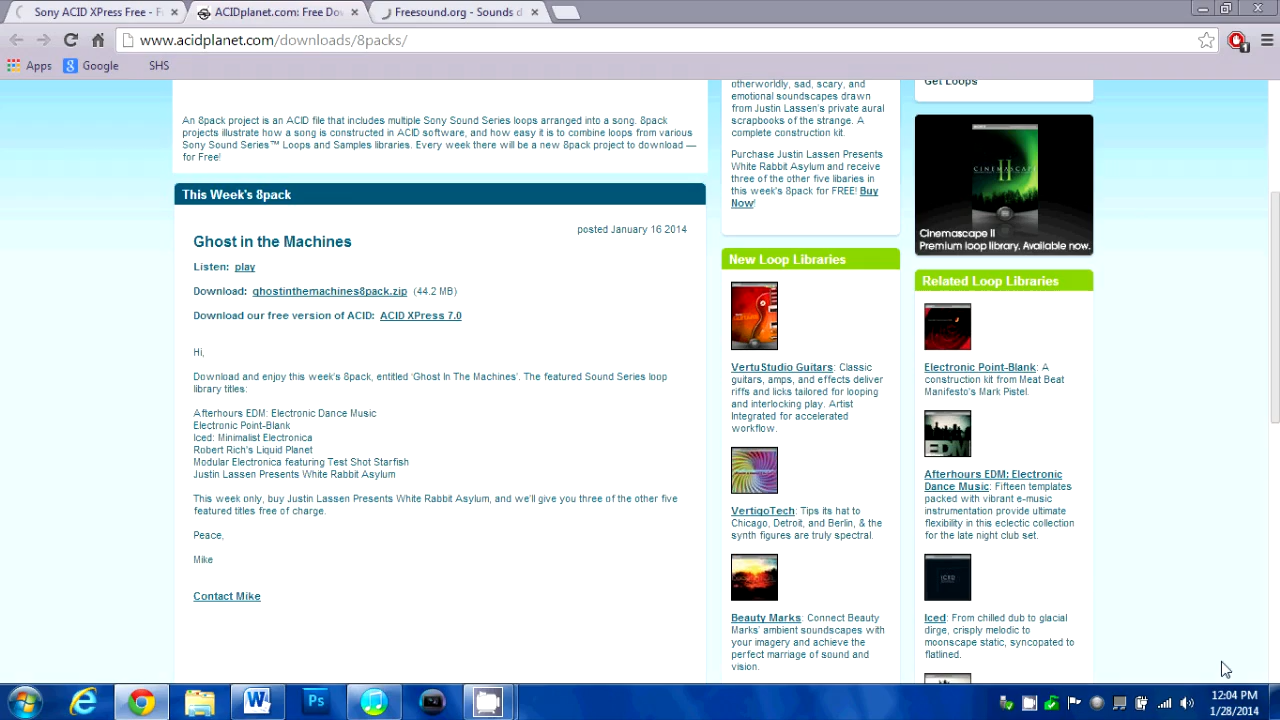 Sony ACID XPress Free - F
ACIDplanet.com: Free Dow
Freesound.org - Sounds d
www.acidplanet.com/downloads/8packs/
Apps
Google
SHS
An 8pack project is an ACID file that includes multiple Sony Sound Series loops arranged into a song. 8pack
projects illustrate how a song is constructed in ACID software, and how easy it is to combine loops from various
Sony Sound Series™ Loops and Samples libraries. Every week there will be a new 8pack project to download —
for Free!
This Week's 8pack
posted January 16 2014
Ghost in the Machines
Listen: play
Download: ghostinthemachines8pack.zip (44.2 MB)
Download our free version of ACID: ACID XPress 7.0
Hi,
Download and enjoy this week's 8pack, entitled 'Ghost In The Machines'. The featured Sound Series loop
library titles:
Afterhours EDM: Electronic Dance Music
Electronic Point-Blank
Iced: Minimalist Electronica
Robert Rich's Liquid Planet
Modular Electronica featuring Test Shot Starfish
Justin Lassen Presents White Rabbit Asylum
This week only, buy Justin Lassen Presents White Rabbit Asylum, and we'll give you three of the other five
featured titles free of charge.
Peace,
Mike
Contact Mike
otherworldly, sad, scary, and
emotional soundscapes drawn
from Justin Lassen's private aural
scrapbooks of the strange. A
complete construction kit.
Purchase Justin Lassen Presents
White Rabbit Asylum and receive
three of the other five libaries in
this week's 8pack for FREE! Buy
Now!
New Loop Libraries
VertuStudio Guitars: Classic
guitars, amps, and effects deliver
riffs and licks tailored for looping
and interlocking play. Artist
Integrated for accelerated
workflow.
VertigoTech: Tips its hat to
Chicago, Detroit, and Berlin, & the
synth figures are truly spectral.
Beauty Marks: Connect Beauty
Marks' ambient soundscapes with
your imagery and achieve the
perfect marriage of sound and
vision.
Get Loops
CINEMASCAPE
II
Cinemascape II
Premium loop library. Available now.
Related Loop Libraries
Electronic Point-Blank: A
construction kit from Meat Beat
Manifesto's Mark Pistel.
EDM
Afterhours EDM: Electronic
Dance Music: Fifteen templates
packed with vibrant e-music
instrumentation provide ultimate
flexibility in this eclectic collection
for the late night club set.
ICED
Iced: From chilled dub to glacial
dirge, crisply melodic to
moonscape static, syncopated to
flatlined.
W
Ps
12:04 PM
1/28/2014